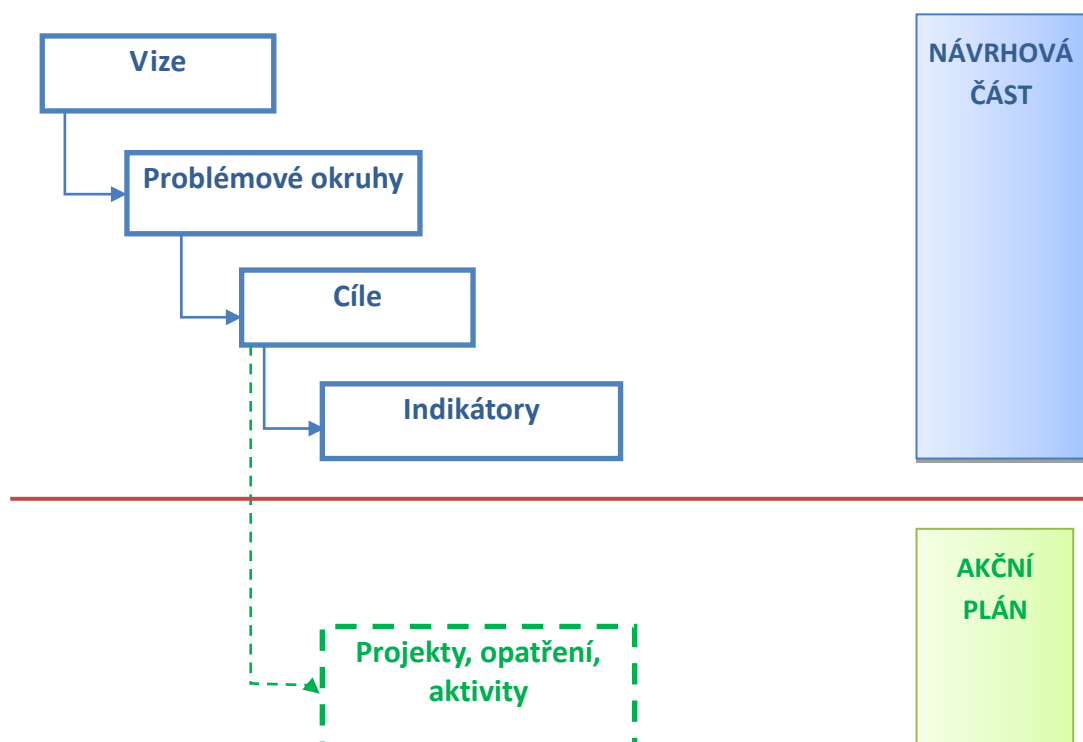 Vize
NÁVRHOVÁ
ČÁST
Problémové okruhy
Cíle
Indikátory
AKČNÍ
PLÁN
Projekty, opatření,
aktivity